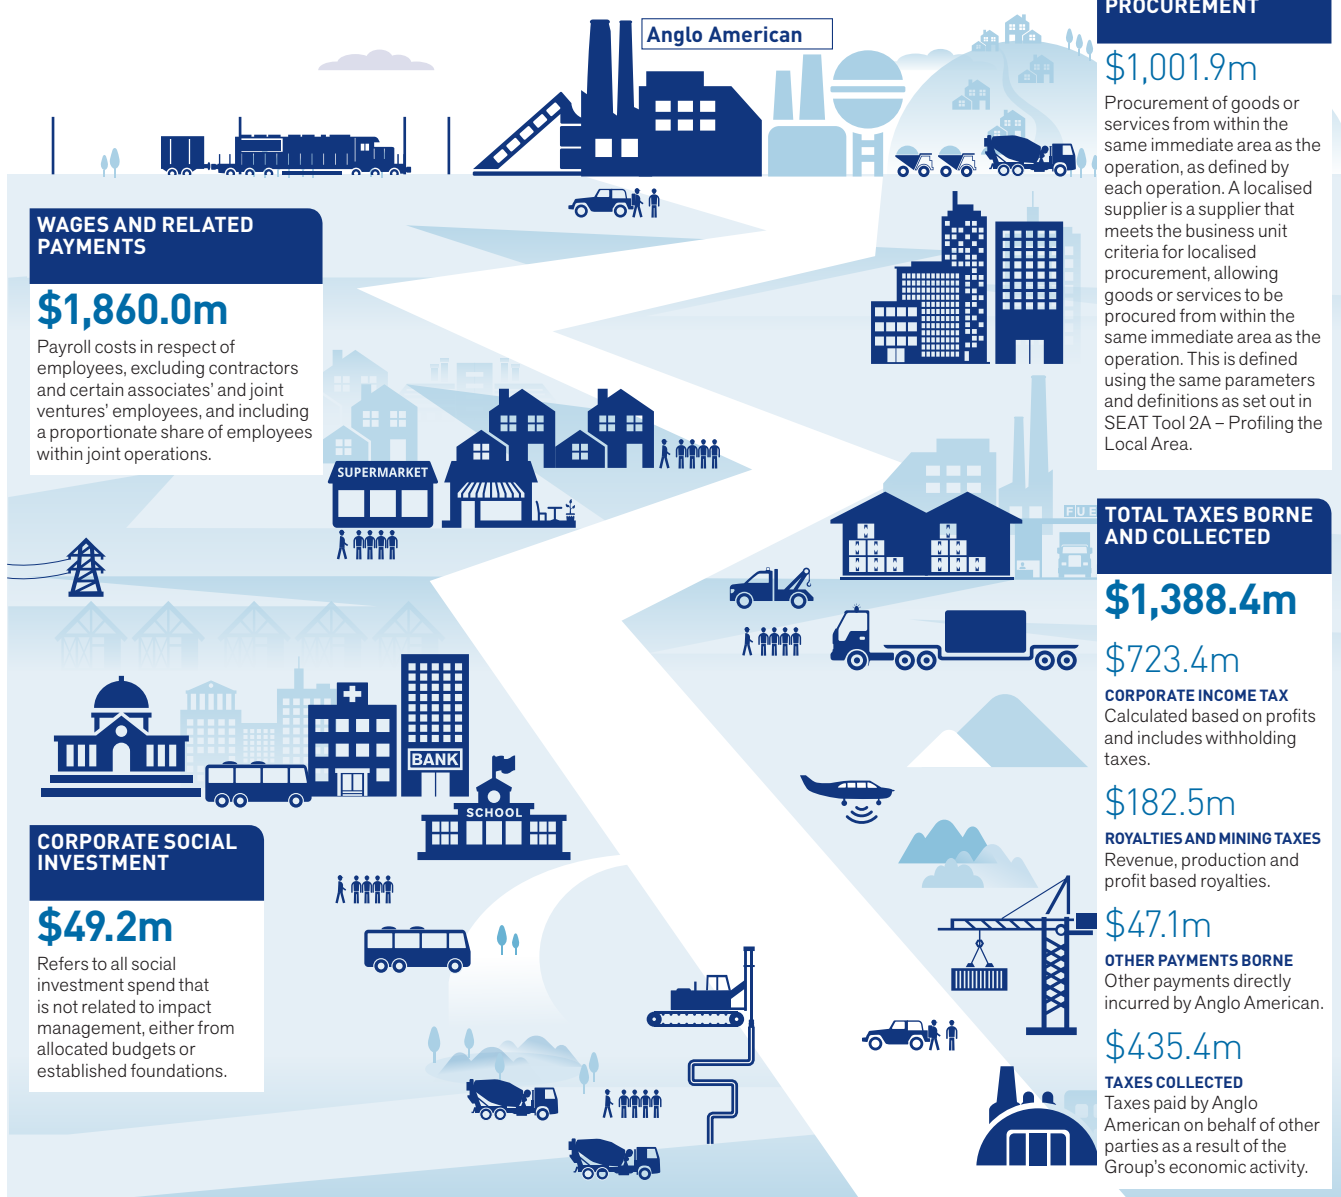 Anglo American
WAGES AND RELATED
PAYMENTS
$1,860.0m
Payroll costs in respect of
employees, excluding contractors
and certain associates’ and joint
ventures’ employees, and including
a proportionate share of employees
within joint operations.
SUPERMARKET
BANK
SCHOOL
CORPORATE SOCIAL
INVESTMENT
$49.2m
Refers to all social
investment spend that
is not related to impact
management, either from
allocated budgets or
established foundations.
PROCUREMENT
$1,001.9m
Procurement of goods or
services from within the
same immediate area as the
operation, as defined by
each operation. A localised
supplier is a supplier that
meets the business unit
criteria for localised
procurement, allowing
goods or services to be
procured from within the
same immediate area as the
operation. This is defined
using the same parameters
and definitions as set out in
SEAT Tool 2A – Profiling the
Local Area.
FUE
TOTAL TAXES BORNE
AND COLLECTED
$1,388.4m
$723.4m
CORPORATE INCOME TAX
Calculated based on profits
and includes withholding
taxes.
$182.5m
ROYALTIES AND MINING TAXES
Revenue, production and
profit based royalties.
$47.1m
OTHER PAYMENTS BORNE
Other payments directly
incurred by Anglo American.
$435.4m
TAXES COLLECTED
Taxes paid by Anglo
American on behalf of other
parties as a result of the
Group’s economic activity.